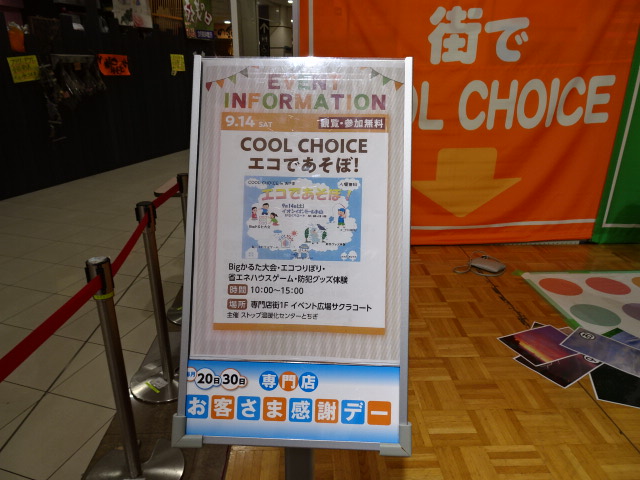 街で
COOL CHOICE
EVENT
INFORMATION
9.14 SAT
観覧・参加無料
COOL CHOICE
エコであそぼ!
エコであそぼ!
Bigかるた大会・エコつりぼり・
省エネハウスゲーム・防犯グッズ体験
時間 10:00〜15:00
場所 専門店街1F イベント広場サクラコート
主催 ストップ温暖化センターとちぎ
毎月 20日 30日 専門店
お客さま感謝デー